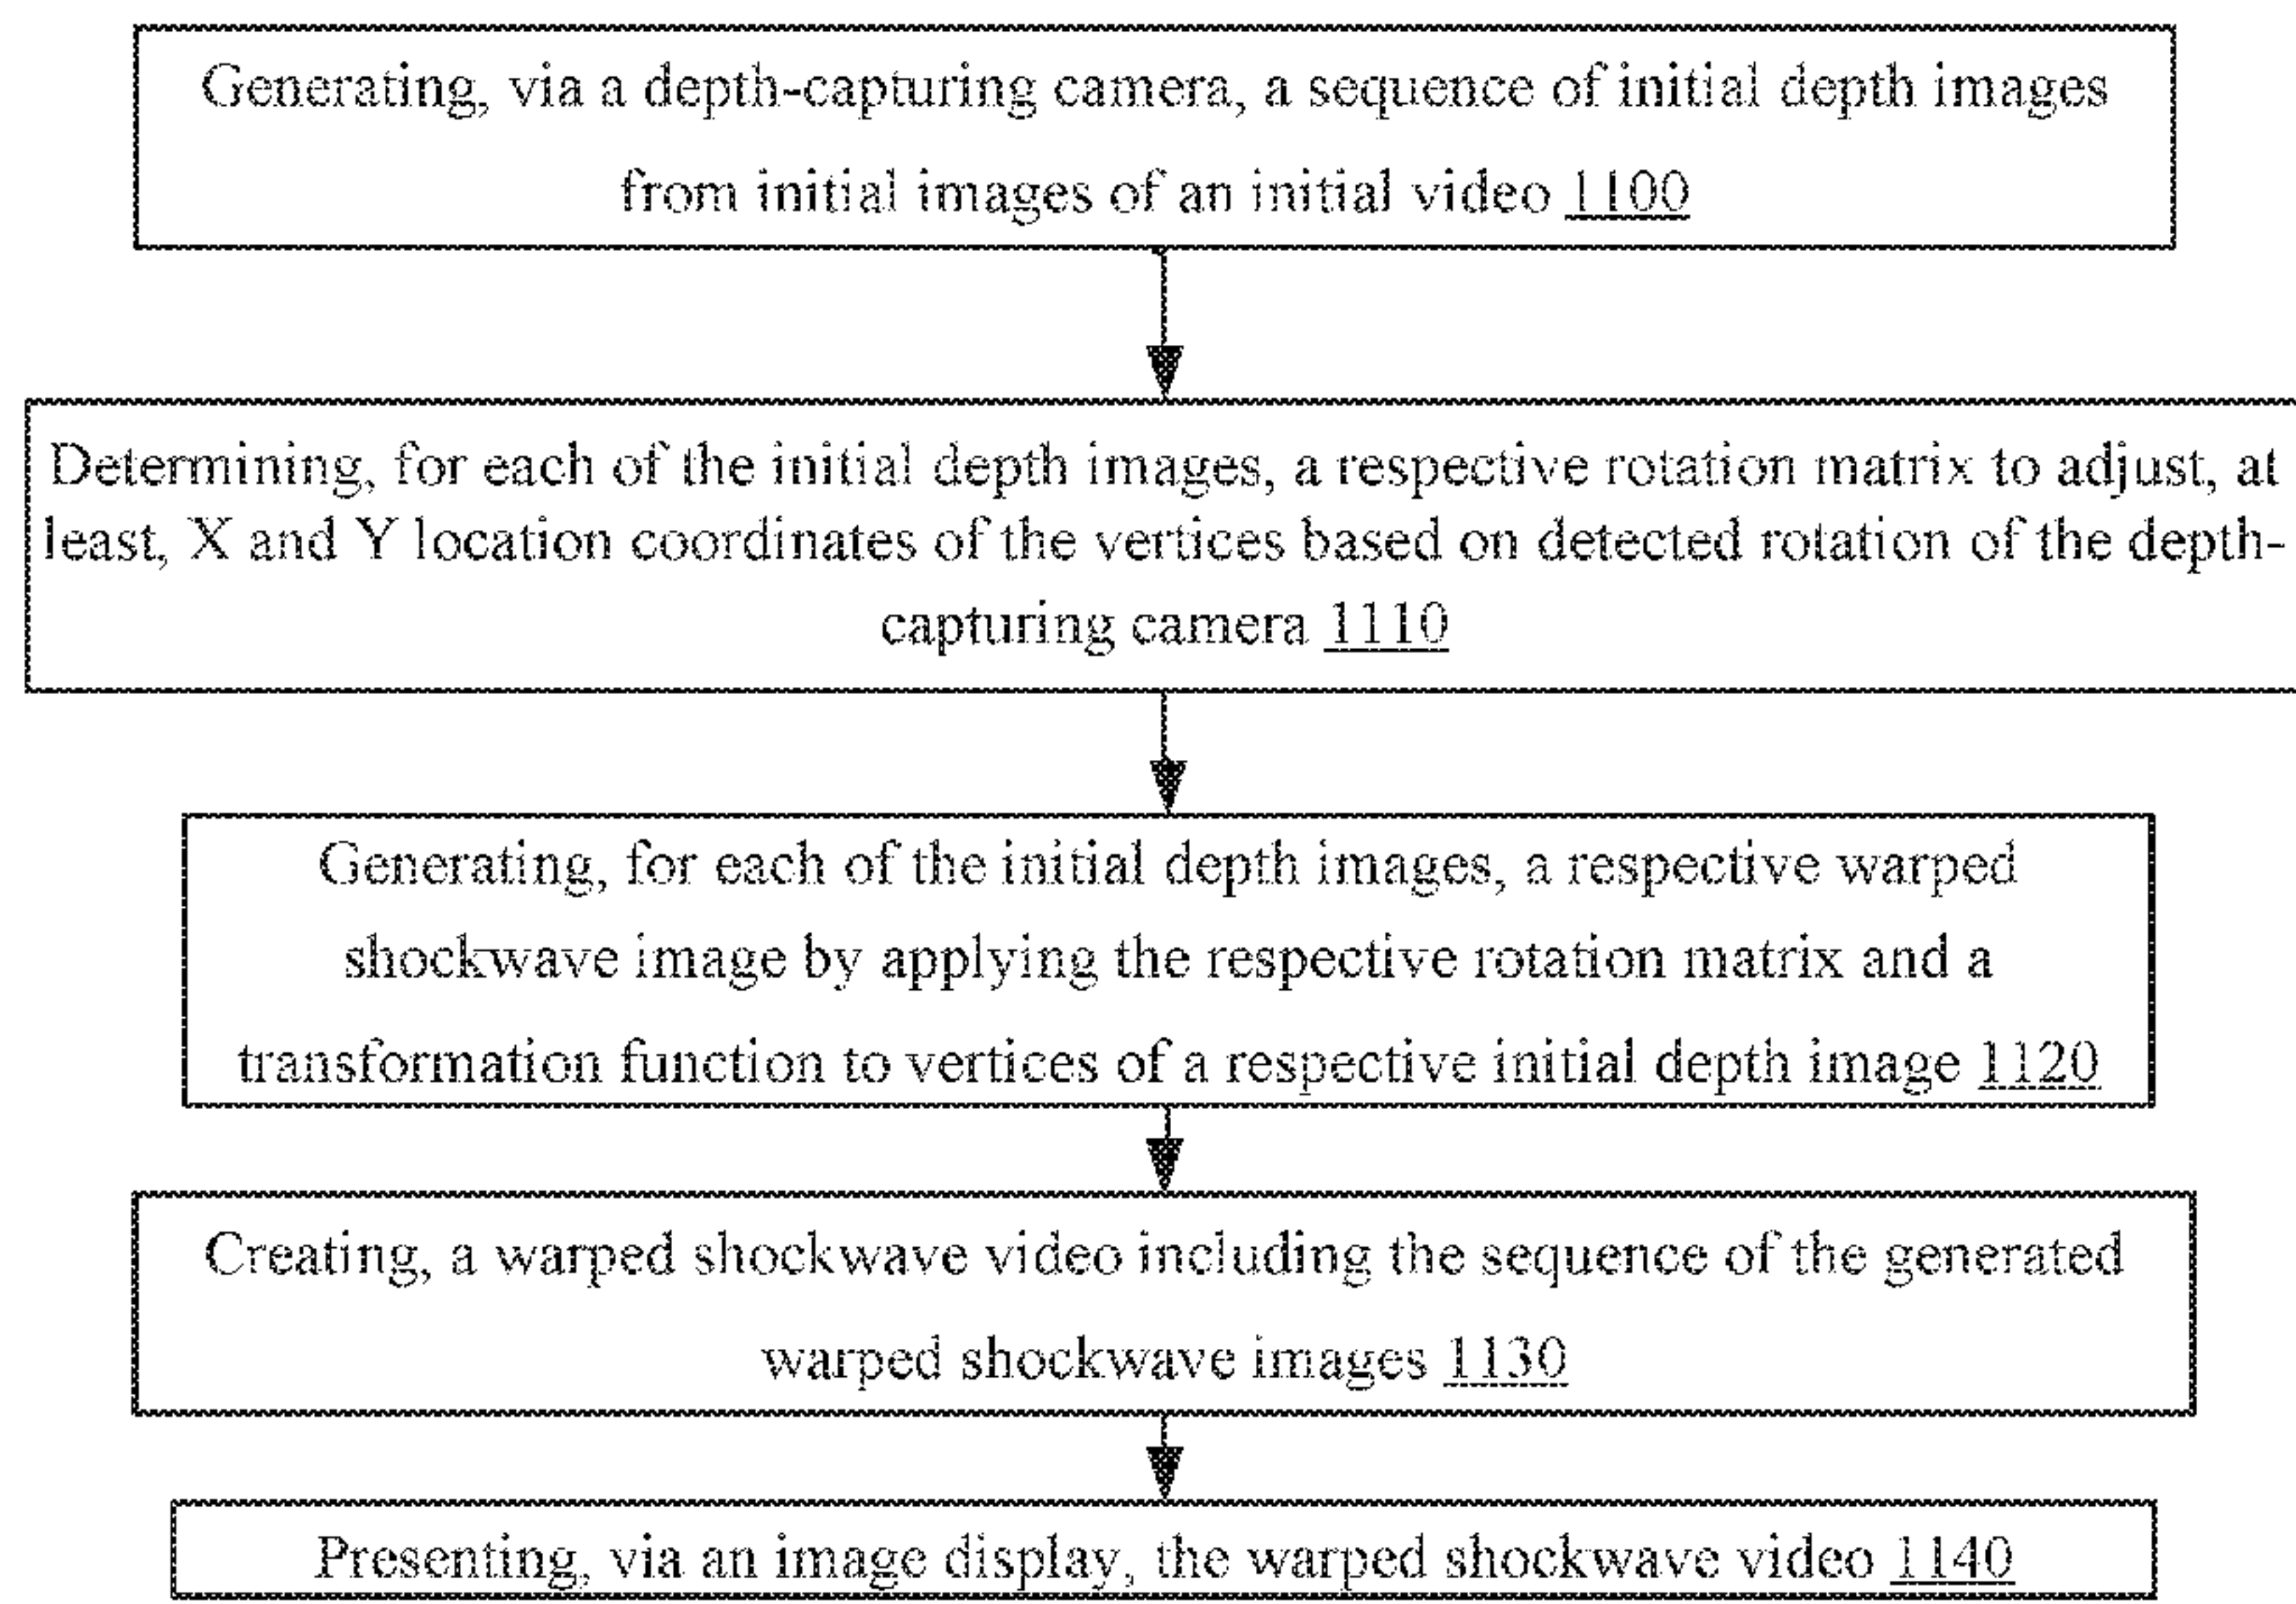 Generating, via a depth-capturing camera, a sequence of initial depth images
from initial images of an initial video 1100
Determining, for each of the initial depth images, a respective rotation matrix to adjust, at
least, X and Y location coordinates of the vertices based on detected rotation of the depth-
capturing camera 1110
Generating, for each of the initial depth images, a respective warped
shockwave image by applying the respective rotation matrix and a
transformation function to vertices of a respective initial depth image 1120
Creating, a warped shockwave video including the sequence of the generated
warped shockwave images 1130
Presenting, via an image display, the warped shockwave video 1140